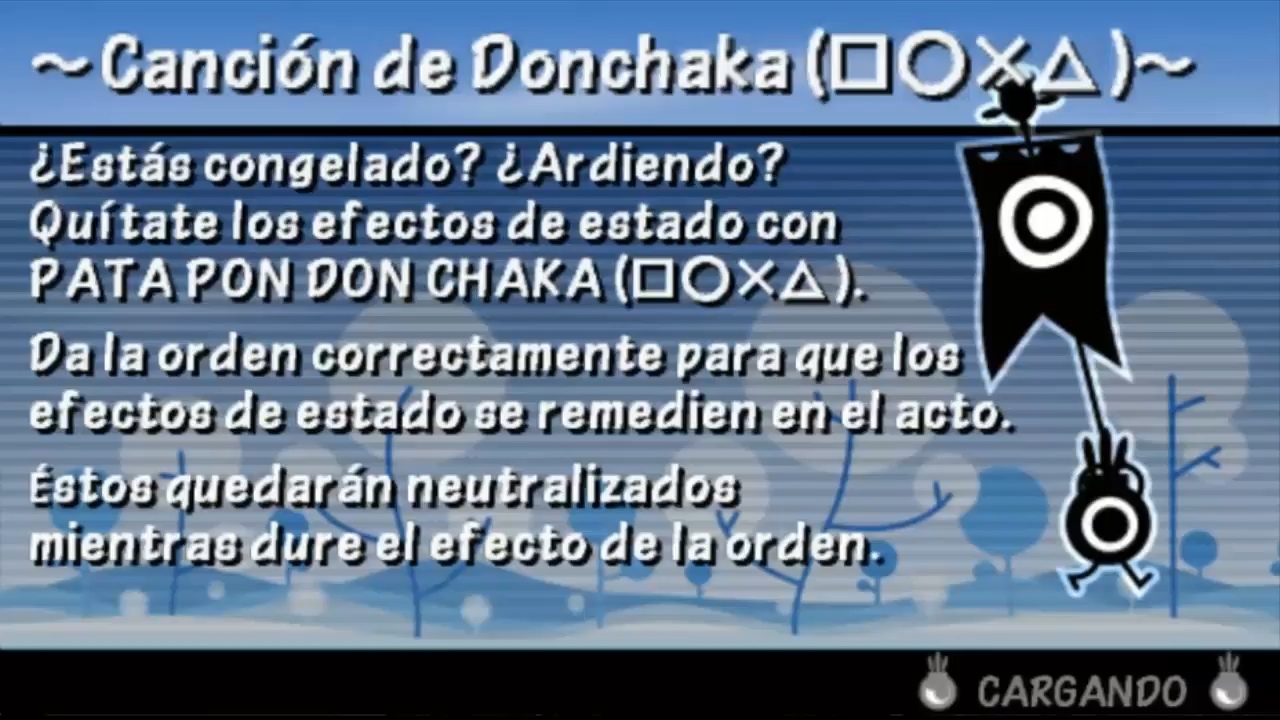 ~Canción de Donchaka (□○×△)~
¿Estás congelado? ¿Ardiendo?
Quítate los efectos de estado con
PATA PON DON CHAKA (□○×△).
Da la orden correctamente para que los
efectos de estado se remedien en el acto.
Éstos quedarán neutralizados
mientras dure el efecto de la orden.
CARGANDO